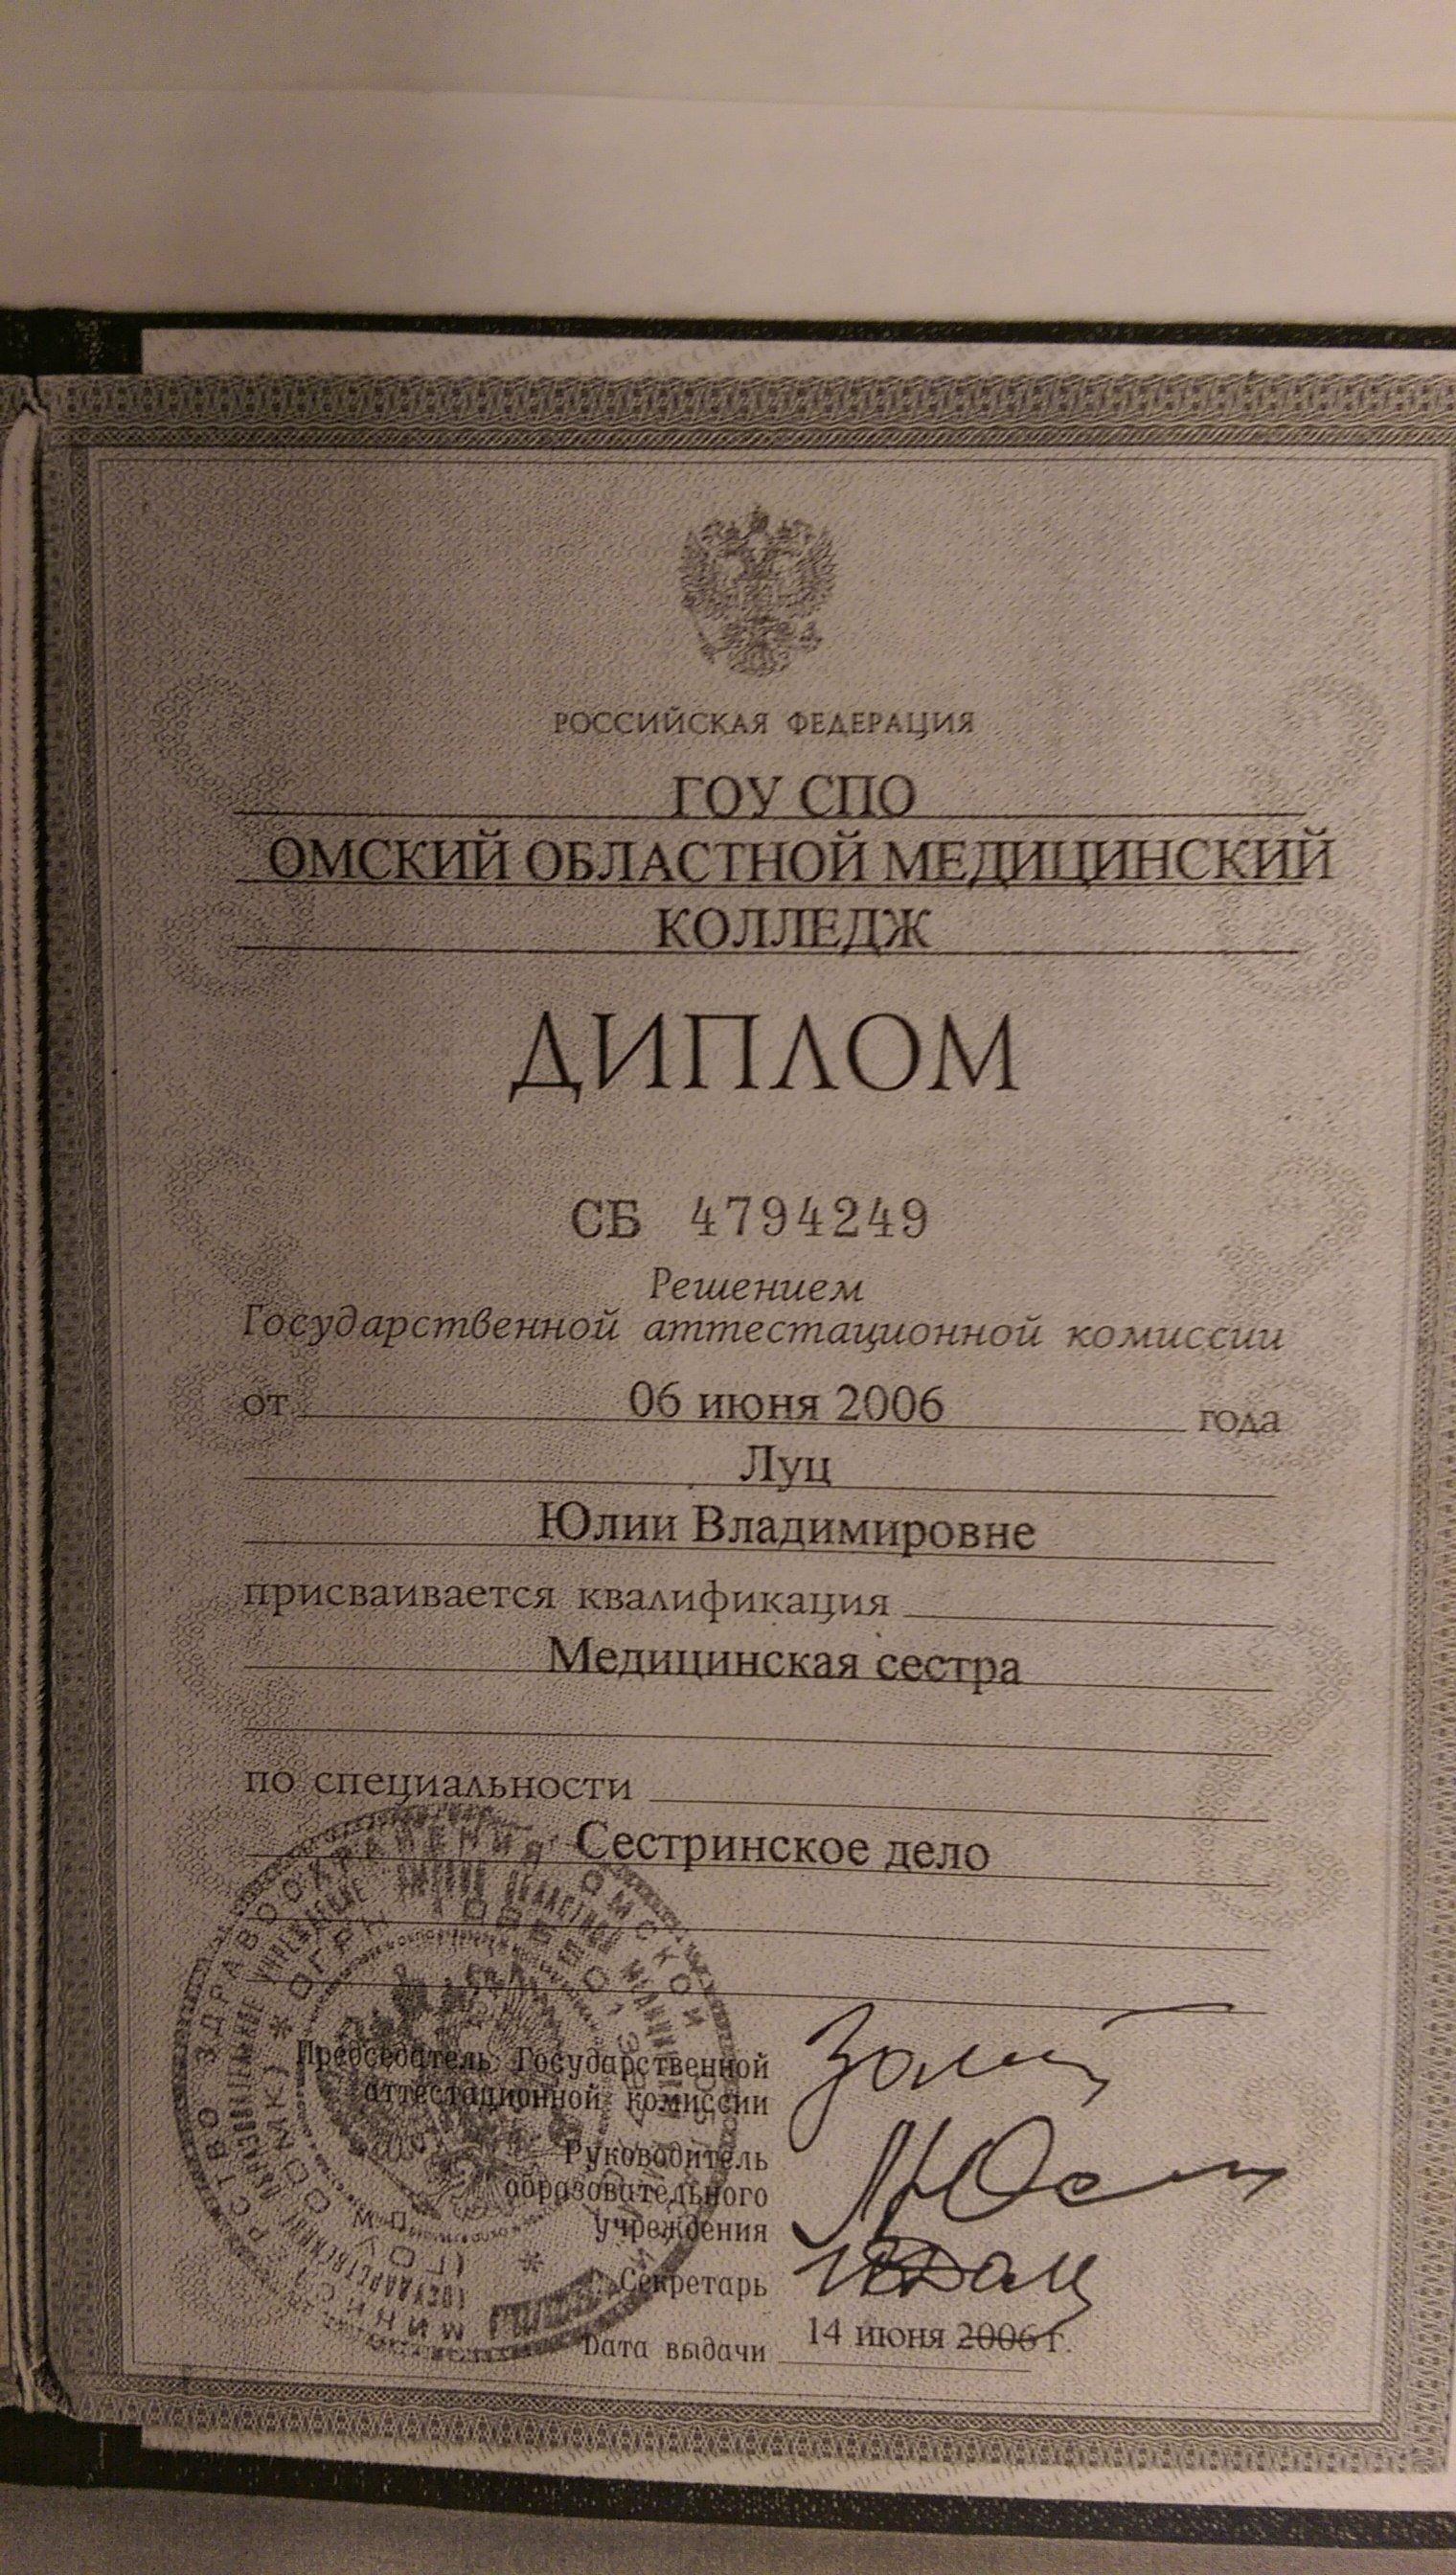 РОССИЙСКАЯ ФЕДЕРАЦИЯ
ГОУ СПО
ОМСКИЙ ОБЛАСТНОЙ МЕДИЦИНСКИЙ
КОЛЛЕДЖ
ДИПЛОМ
СБ 4794249
Решением
Государственной аттестационной комиссии
от 06 июня 2006 года
Луц
Юлии Владимировне
присваивается квалификация
Медицинская сестра
по специальности
Сестринское дело
Председатель Государственной
аттестационной комиссии
Руководитель
образовательного
учреждения
Секретарь
Дата выдачи 14 июня 2006 г.
М.П.